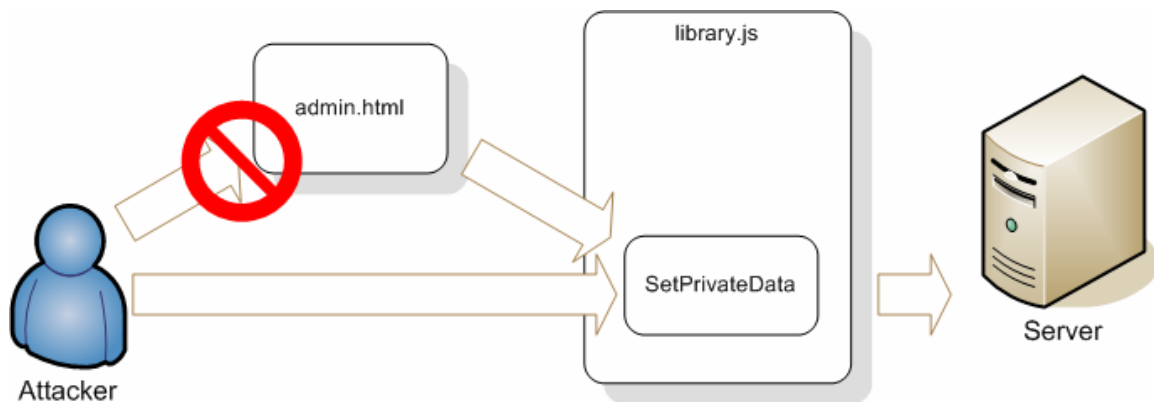 library.js
admin.html
SetPrivateData
Server
Attacker